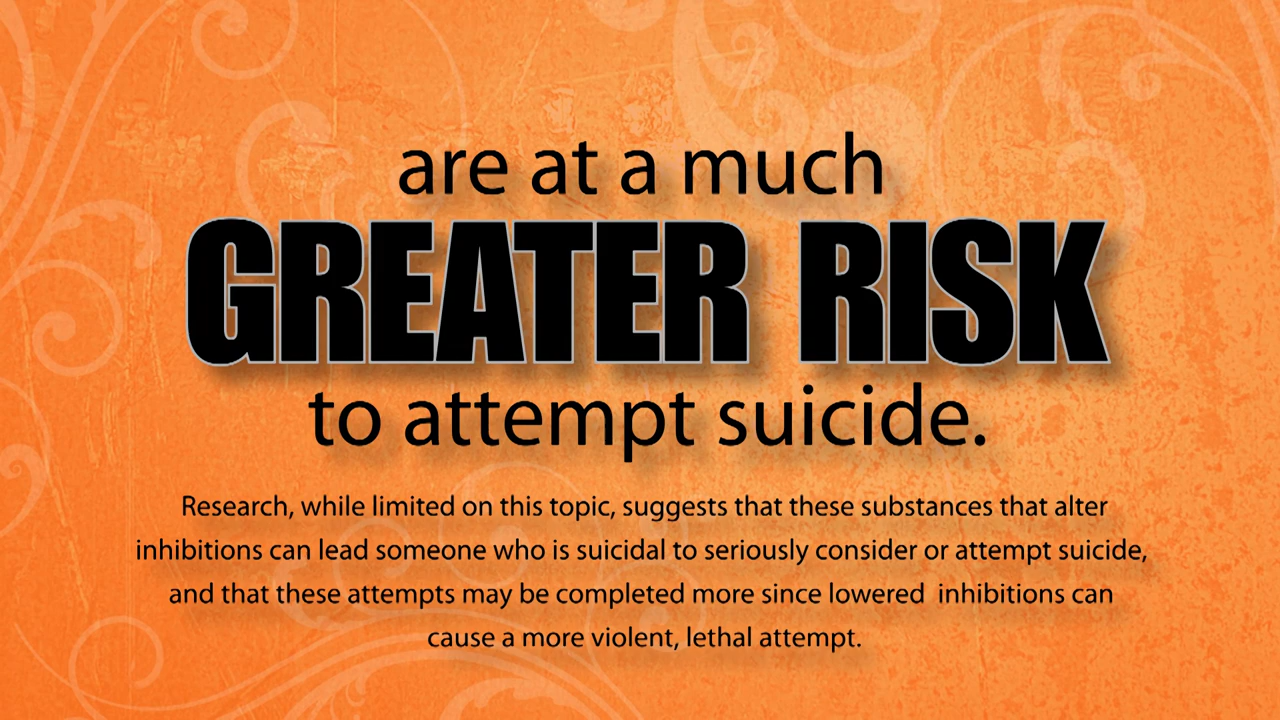 are at a much
GREATER RISK
to attempt suicide.
Research, while limited on this topic, suggests that these substances that alter
inhibitions can lead someone who is suicidal to seriously consider or attempt suicide,
and that these attempts may be completed more since lowered  inhibitions can
cause a more violent, lethal attempt.